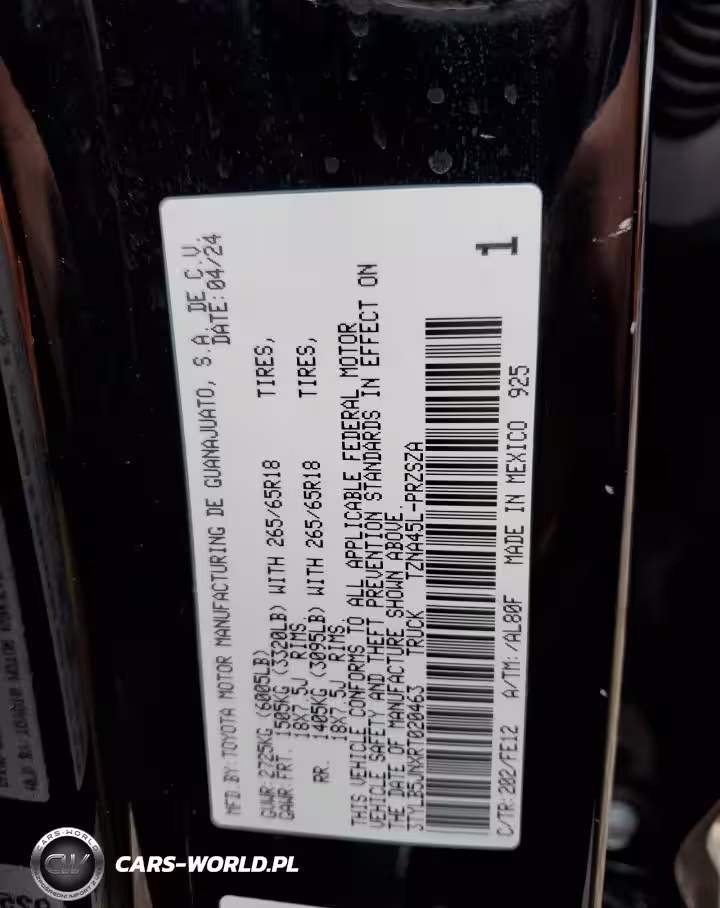 MFD.BY:TOYOTA MOTOR MANUFACTURING DE GUANAJUATO, S.A. DE C.V.
DATE:04/24
GVWR:2725KG (6005LB)
GAWR FRT. 1505KG (3320LB) WITH 265/65R18 TIRES,
18X7.5J RIMS,
RR. 1405KG (3095LB) WITH 265/65R18 TIRES,
18X7.5J RIMS.
THIS VEHICLE CONFORMS TO ALL APPLICABLE FEDERAL MOTOR
VEHICLE SAFETY AND THEFT PREVENTION STANDARDS IN EFFECT ON
THE DATE OF MANUFACTURE SHOWN ABOVE.
3TYLB5JNXRT020463 TRUCK TZNA45L-PRZSZA
1
C/TR:202/FE12 A/TM:/AL80F MADE IN MEXICO 925
CARS-WORLD
CW
CARS-WORLD.PL